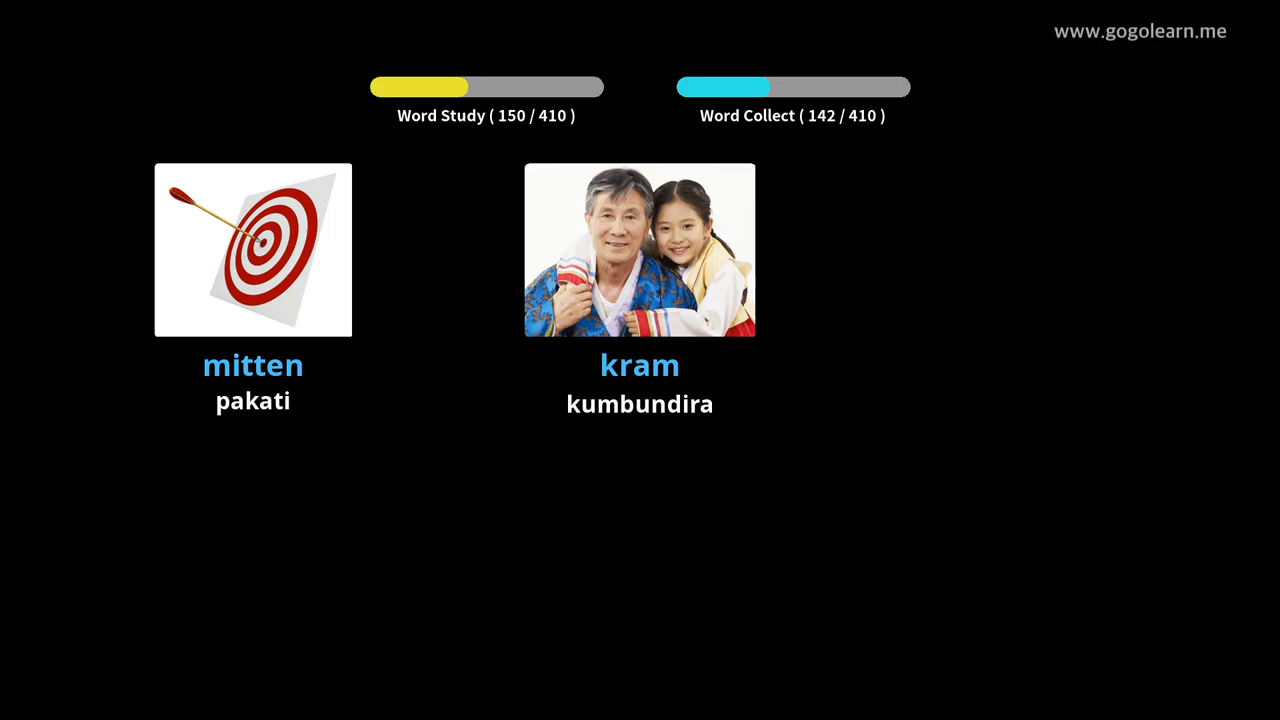 www.gogolearn.me
Word Study ( 150 / 410 )
Word Collect ( 142 / 410 )
mitten
pakati
kram
kumbundira